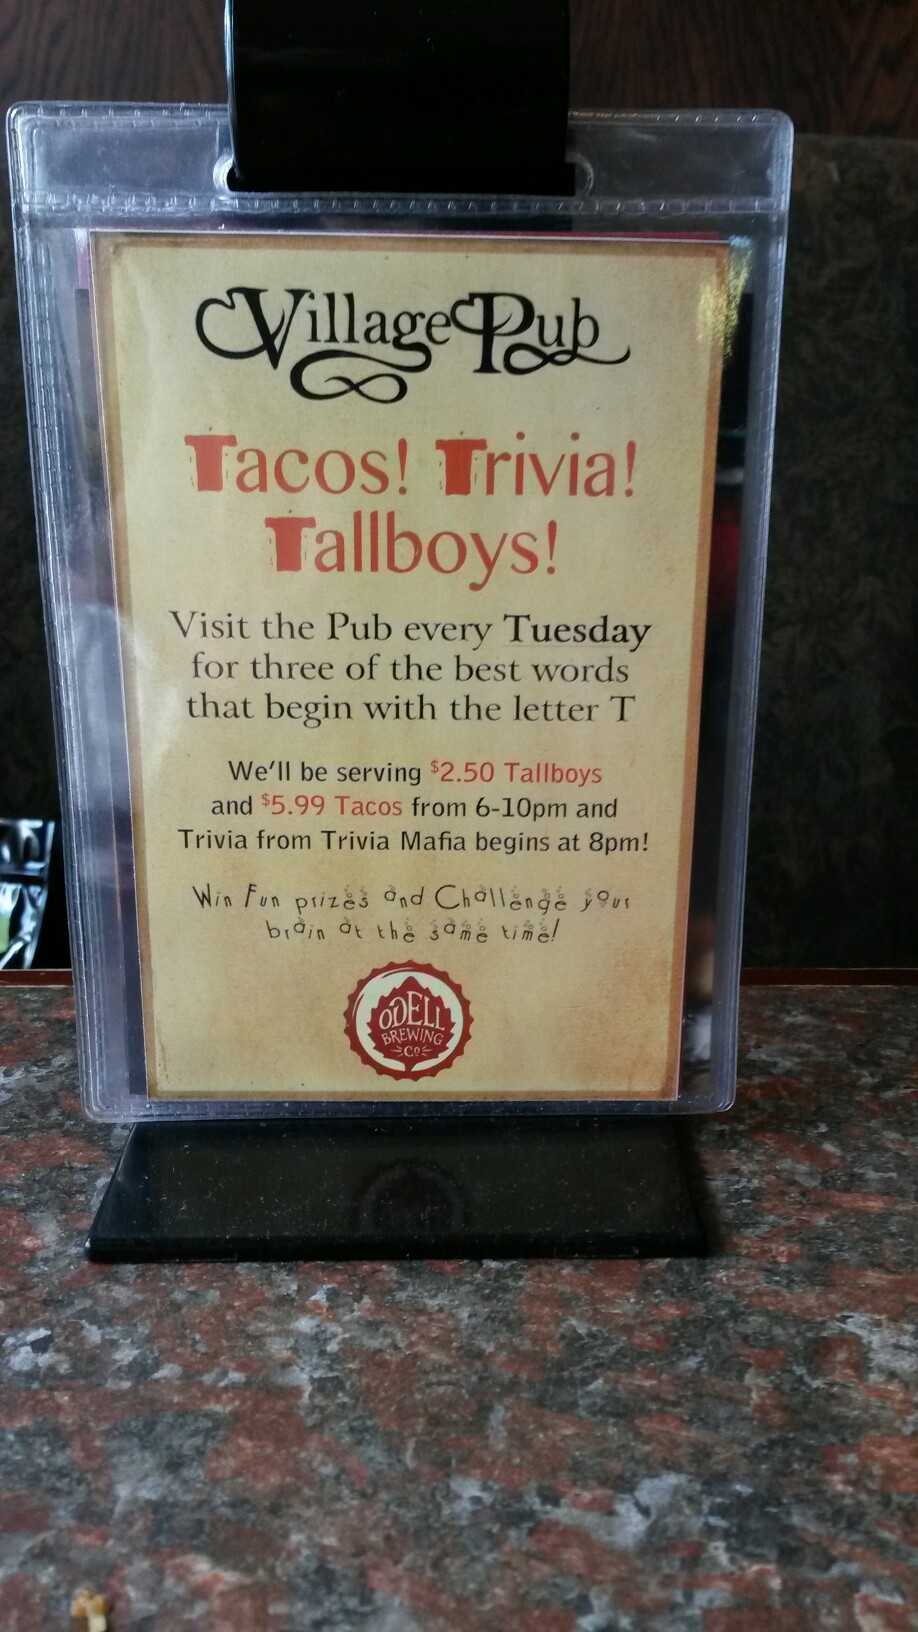 Village Pub
Tacos! Trivia!
Tallboys!
Visit the Pub every Tuesday
for three of the best words
that begin with the letter T
We'll be serving $2.50 Tallboys
and $5.99 Tacos from 6-10pm and
Trivia from Trivia Mafia begins at 8pm!
Win Fun prizes and Challenge your
brain at the same time!
ODELL
BREWING
CO